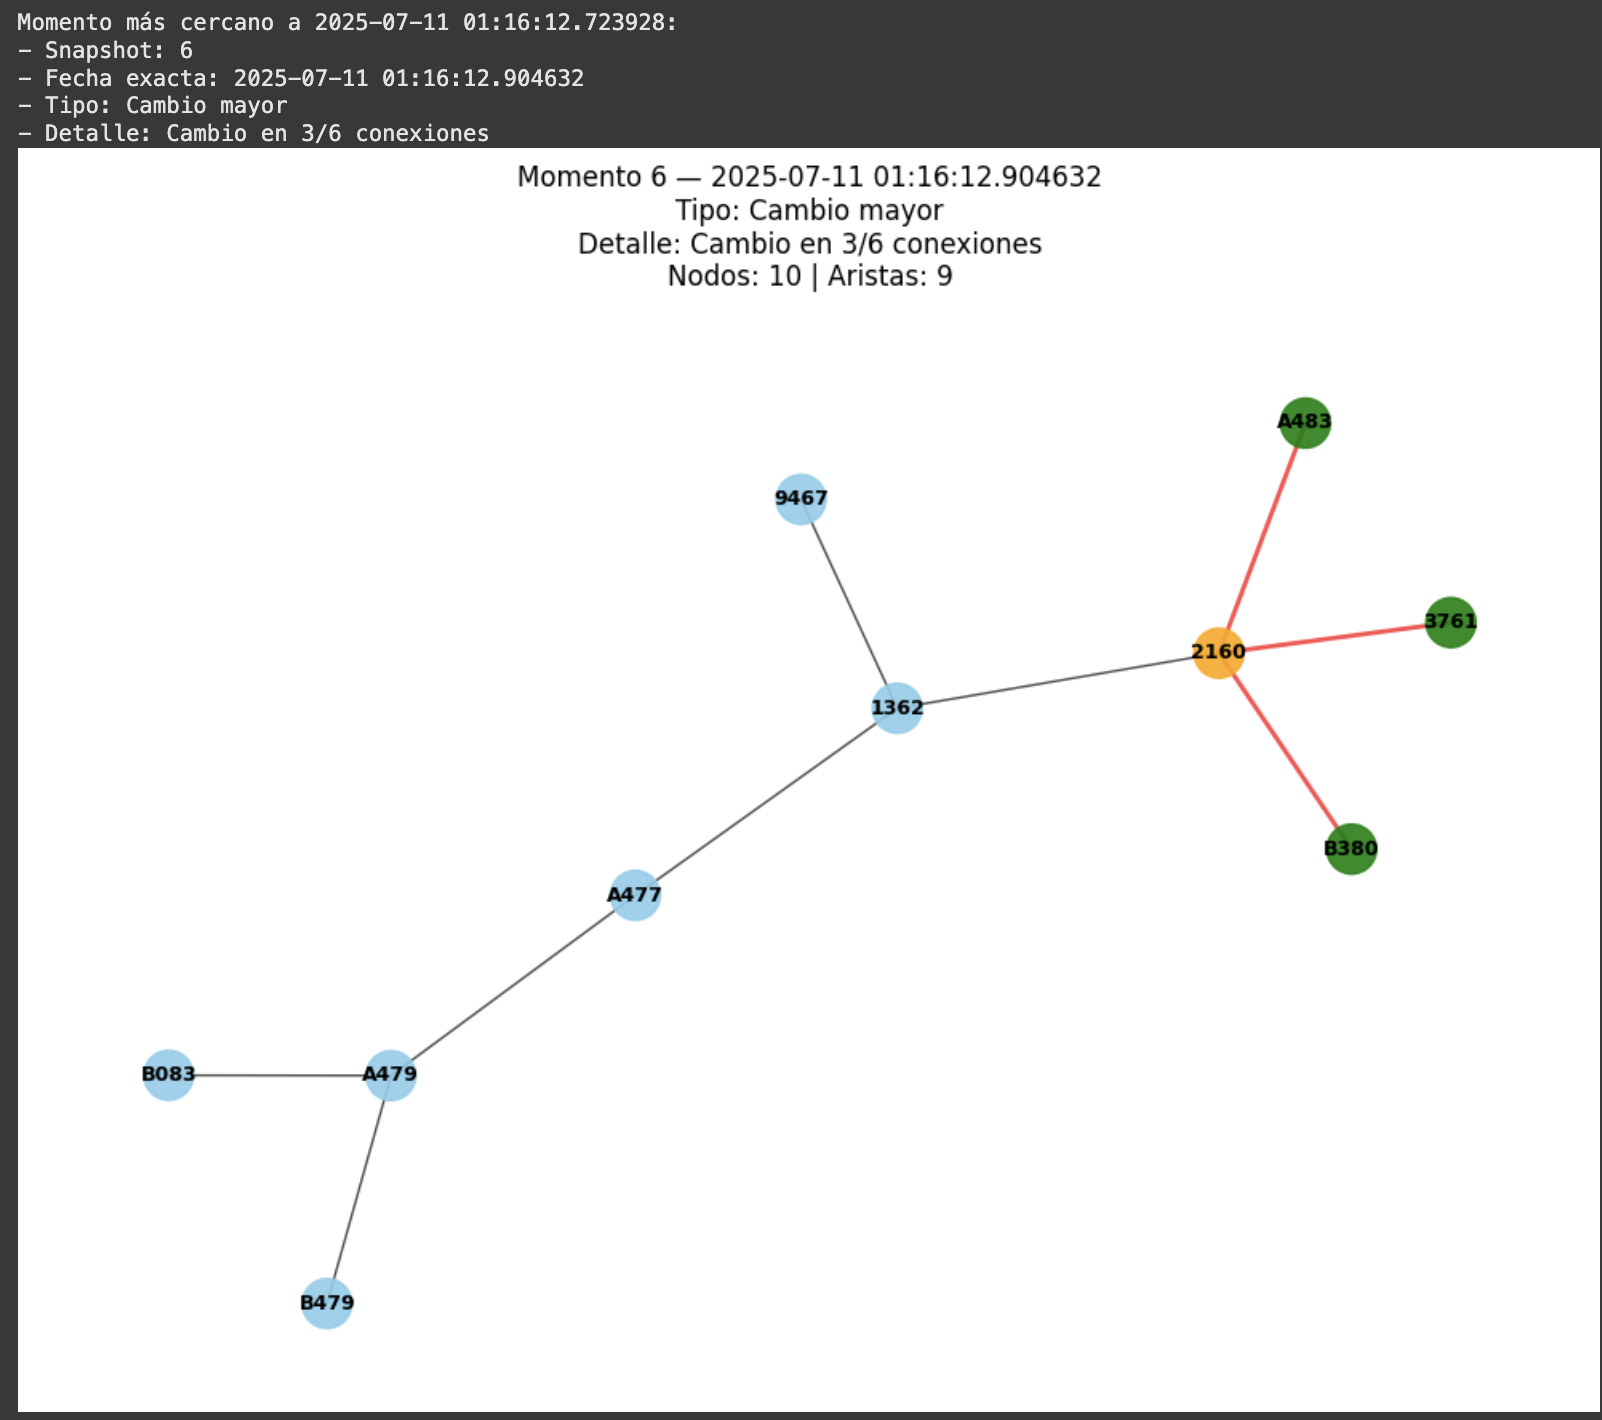 Momento más cercano a 2025-07-11 01:16:12.723928:
- Snapshot: 6
- Fecha exacta: 2025-07-11 01:16:12.904632
- Tipo: Cambio mayor
- Detalle: Cambio en 3/6 conexiones
Momento 6 — 2025-07-11 01:16:12.904632
Tipo: Cambio mayor
Detalle: Cambio en 3/6 conexiones
Nodos: 10 | Aristas: 9
A483
9467
3761
2160
1362
B380
A477
B083
A479
B479